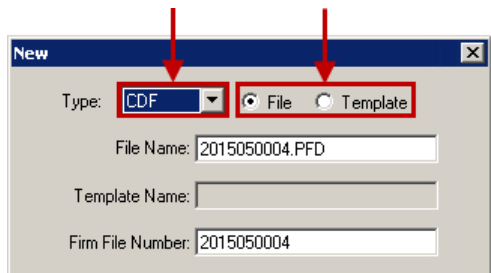 New
Type: CDF File Template
File Name: 2015050004.PFD
Template Name:
Firm File Number: 2015050004